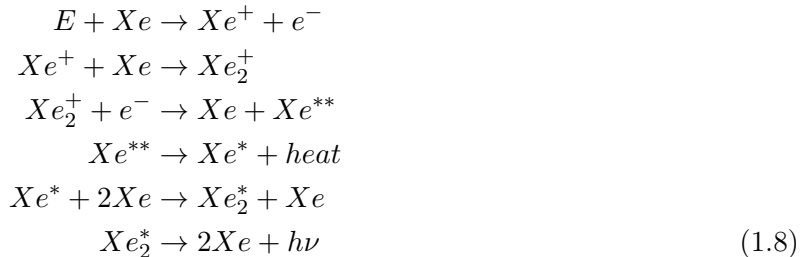 E + Xe → Xe⁺ + e⁻
Xe⁺ + Xe → Xe₂⁺
Xe₂⁺ + e⁻ → Xe + Xe**
Xe** → Xe* + heat
Xe* + 2Xe → Xe₂* + Xe
Xe₂* → 2Xe + hν (1.8)